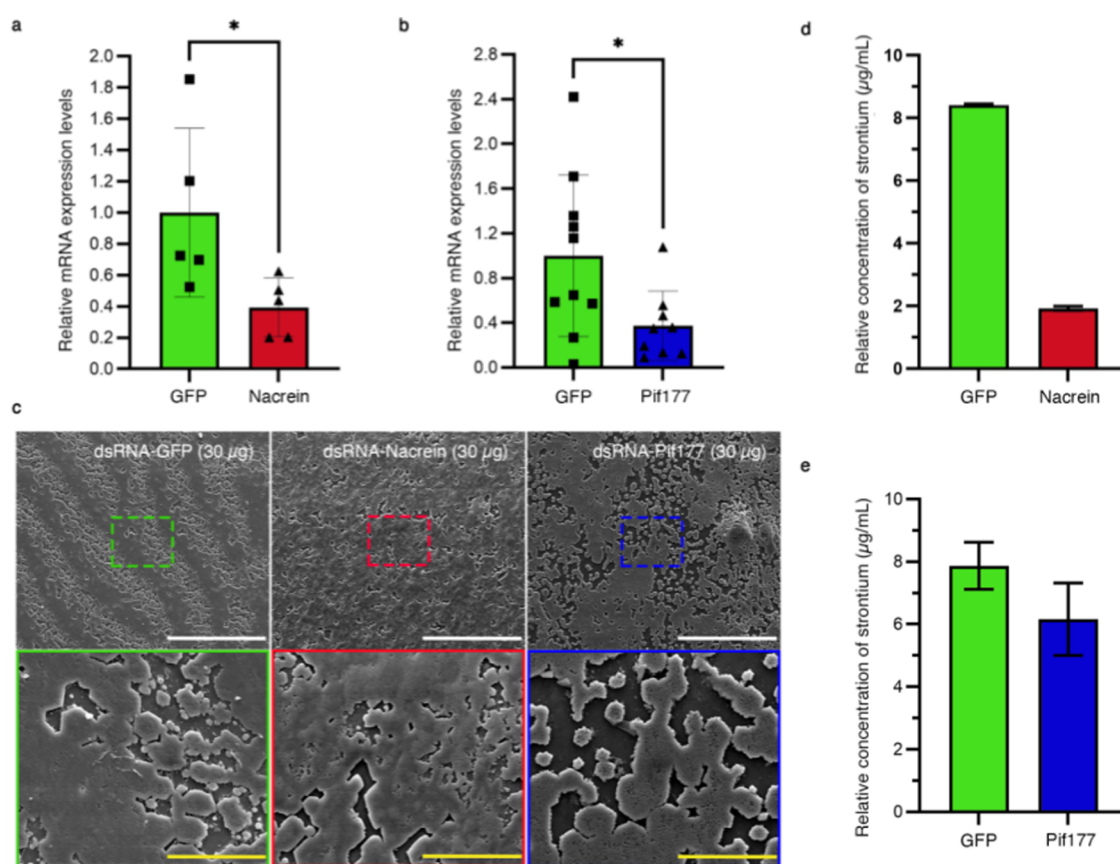 a
*
Relative mRNA expression levels
2.0
1.8
1.6
1.4
1.2
1.0
0.8
0.6
0.4
0.2
0.0
GFP Nacrein
b
*
Relative mRNA expression levels
2.8
2.4
2.0
1.6
1.2
0.8
0.4
0.0
GFP Pif177
d
Relative concentration of strontium (µg/mL)
10
8
6
4
2
0
GFP Nacrein
c
dsRNA-GFP (30 µg) dsRNA-Nacrein (30 µg) dsRNA-Pif177 (30 µg)
e
Relative concentration of strontium (µg/mL)
10
8
6
4
2
0
GFP Pif177